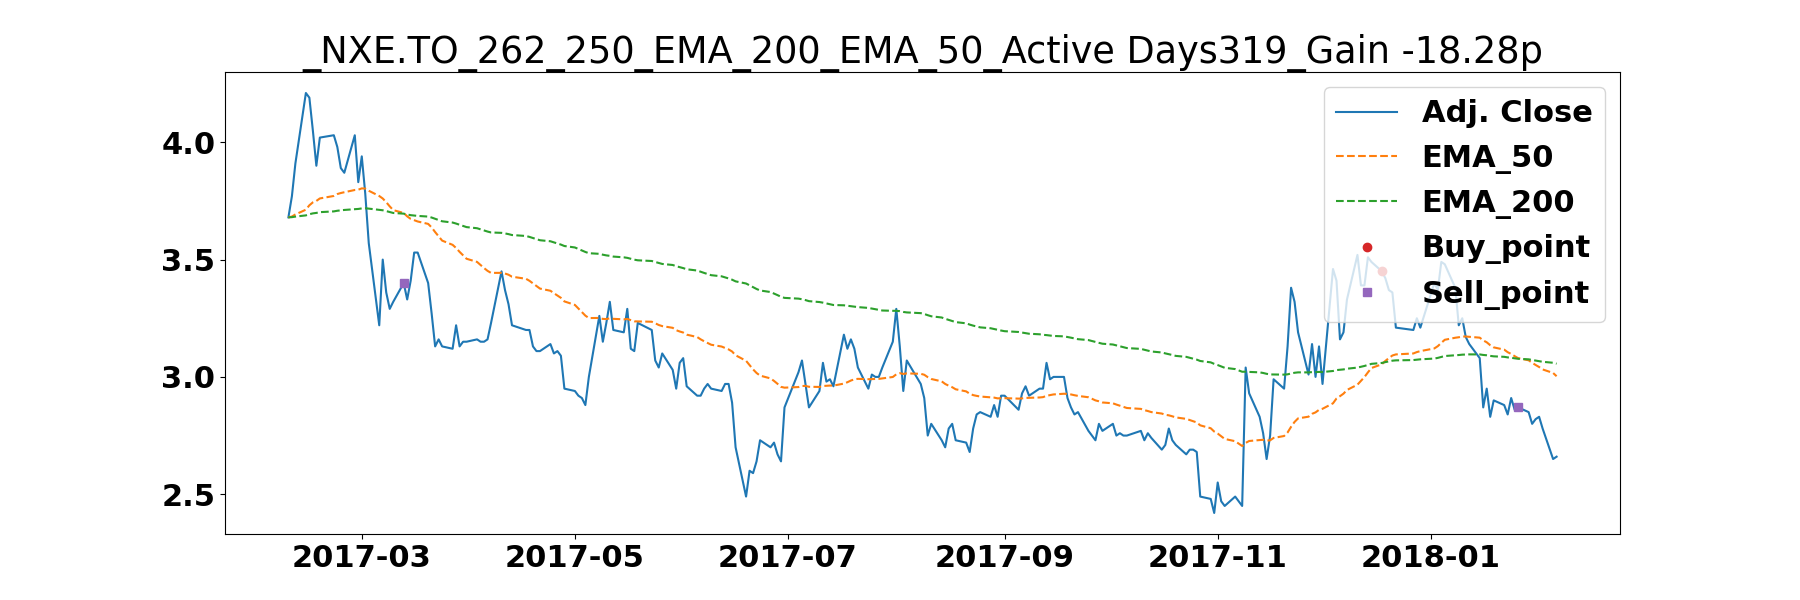 _NXE.TO_262_250_EMA_200_EMA_50_Active Days319_Gain -18.28p
Adj. Close
EMA_50
EMA_200
Buy_point
Sell_point
4.0
3.5
3.0
2.5
2017-03 2017-05 2017-07 2017-09 2017-11 2018-01